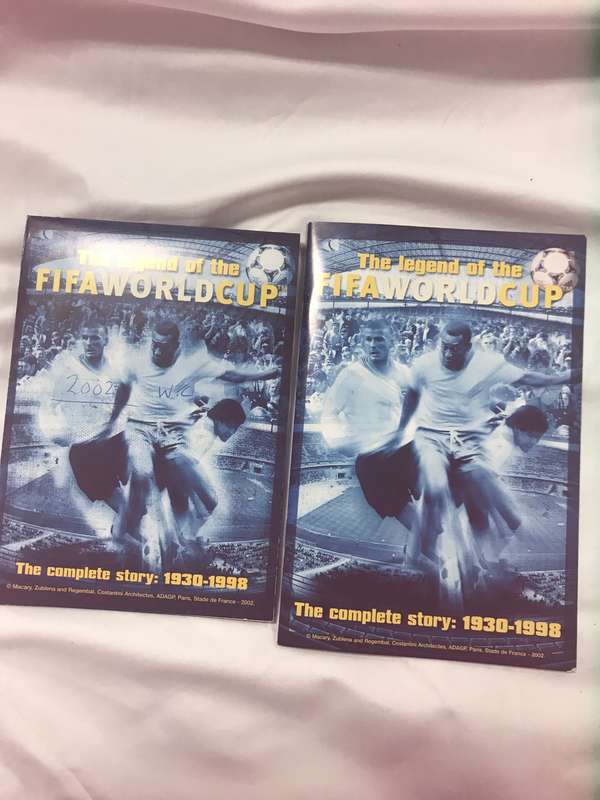 The legend of the
FIFAWORLDCUP
2002 W.C
The complete story: 1930-1998
© Macary, Zublena and Regembal, Costantini Architectes, ADAGP, Paris, Stade de France - 2002.
The legend of the
FIFAWORLDCUP
The complete story: 1930-1998
© Macary, Zublena and Regembal, Costantini Architectes, ADAGP, Paris, Stade de France - 2002